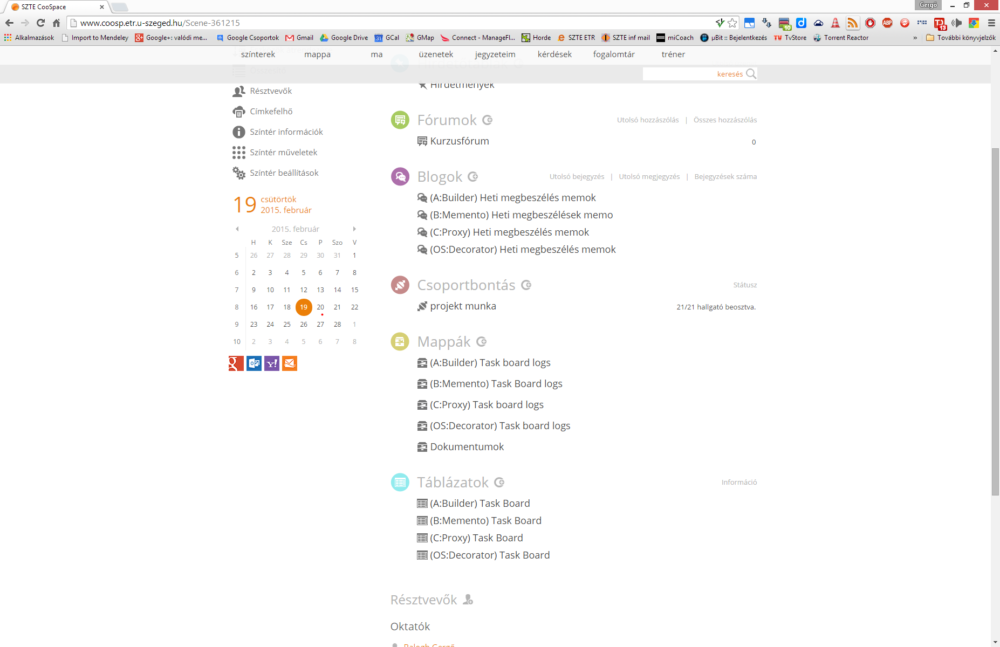 SZTE CooSpace
Gergő
www.coosp.etr.u-szeged.hu/Scene-361215
10
13
Alkalmazások Import to Mendeley Google+: valódi me... Google Csoportok Gmail Google Drive GCal GMap Connect - ManageFl... Horde SZTE ETR SZTE inf mail miCoach µBit :: Bejelentkezés TvStore Torrent Reactor » További könyvjelzők
színterek mappa ma üzenetek jegyzeteim kérdések fogalomtár tréner
keresés
Összesítő
Résztvevők
Címkefelhő
Színtér információk
Színtér műveletek
Színtér beállítások
19 csütörtök
2015. február
2015. február
H K Sze Cs P Szo V
5 26 27 28 29 30 31 1
6 2 3 4 5 6 7 8
7 9 10 11 12 13 14 15
8 16 17 18 19 20 21 22
9 23 24 25 26 27 28 1
10 2 3 4 5 6 7 8
Hirdetőtáblák
Hirdetmények
Fórumok Utolsó hozzászólás | Összes hozzászólás
Kurzusfórum 0
Blogok Utolsó bejegyzés | Utolsó megjegyzés | Bejegyzések száma
(A:Builder) Heti megbeszélés memok
(B:Memento) Heti megbeszélések memo
(C:Proxy) Heti megbeszélés memok
(OS:Decorator) Heti megbeszélés memok
Csoportbontás Státusz
projekt munka 21/21 hallgató beosztva.
Mappák
(A:Builder) Task board logs
(B:Memento) Task Board logs
(C:Proxy) Task board logs
(OS:Decorator) Task board logs
Dokumentumok
Táblázatok Információ
(A:Builder) Task Board
(B:Memento) Task Board
(C:Proxy) Task Board
(OS:Decorator) Task Board
Résztvevők
Oktatók
Balogh Gergő